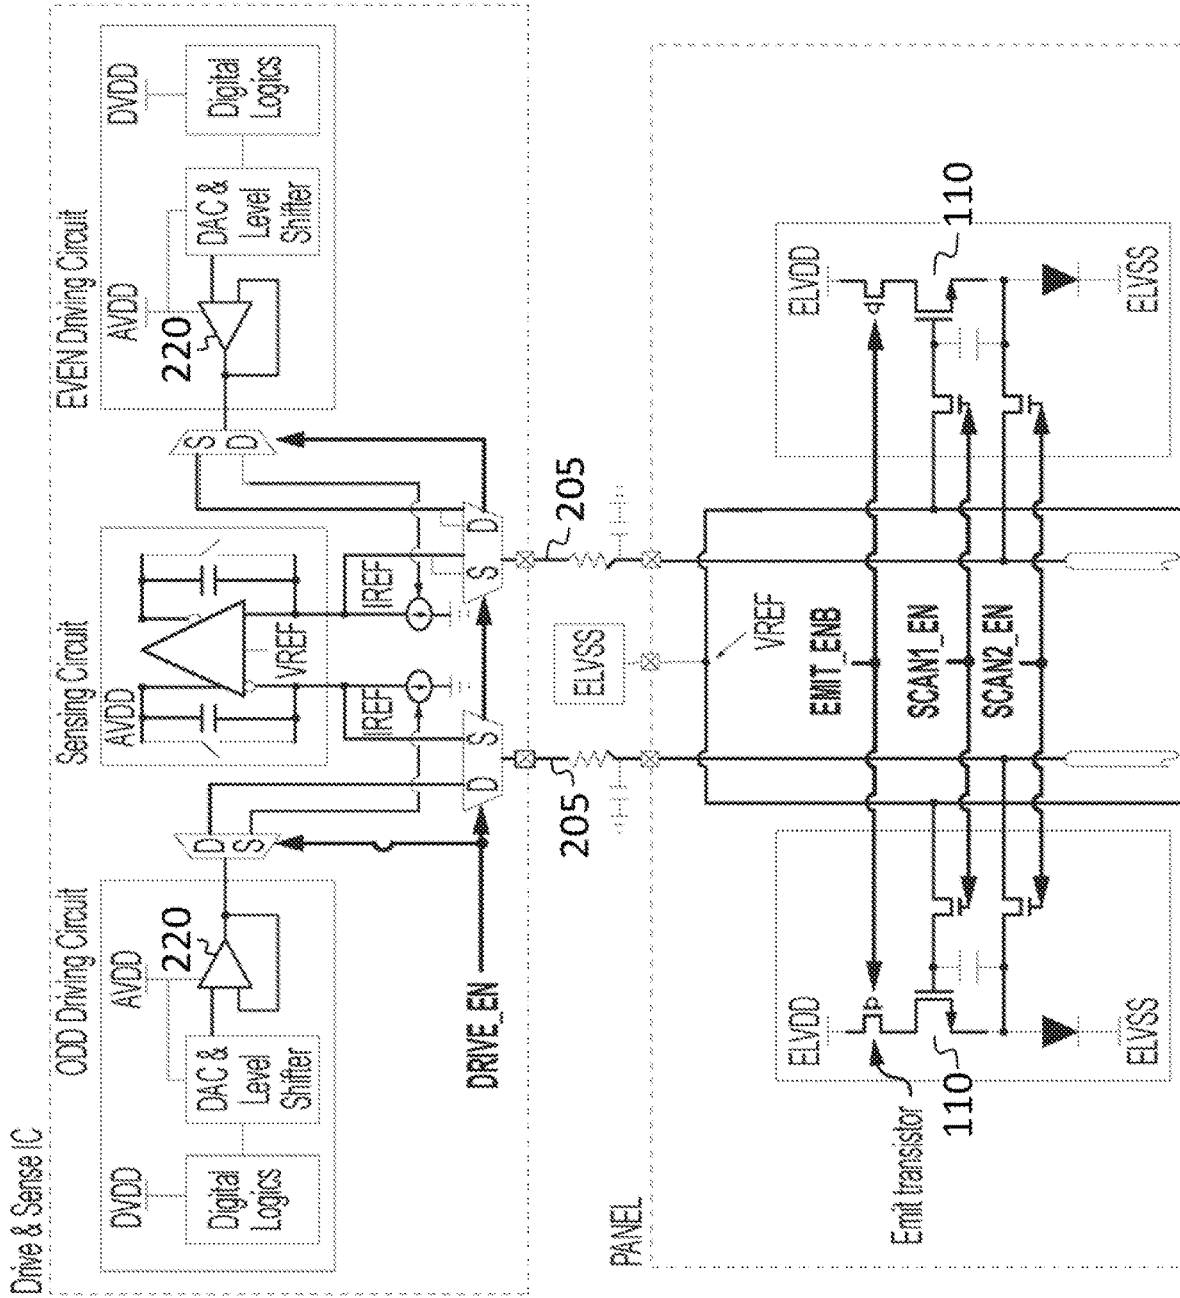 Drive & Sense IC
ODD Driving Circuit
Sensing Circuit
EVEN Driving Circuit
DVDD
AVDD
AVDD
AVDD
DVDD
220
220
Digital
Logics
DAC &
Level
Shifter
VREF
DAC &
Level
Shifter
Digital
Logics
D
S
S
D
IREF
IREF
D
S
S
D
DRIVE_EN
205
205
ELVSS
PANEL
VREF
ELVDD
ELVDD
EMIT_ENB
Emit transistor
110
110
SCAN1_EN
SCAN2_EN
ELVSS
ELVSS